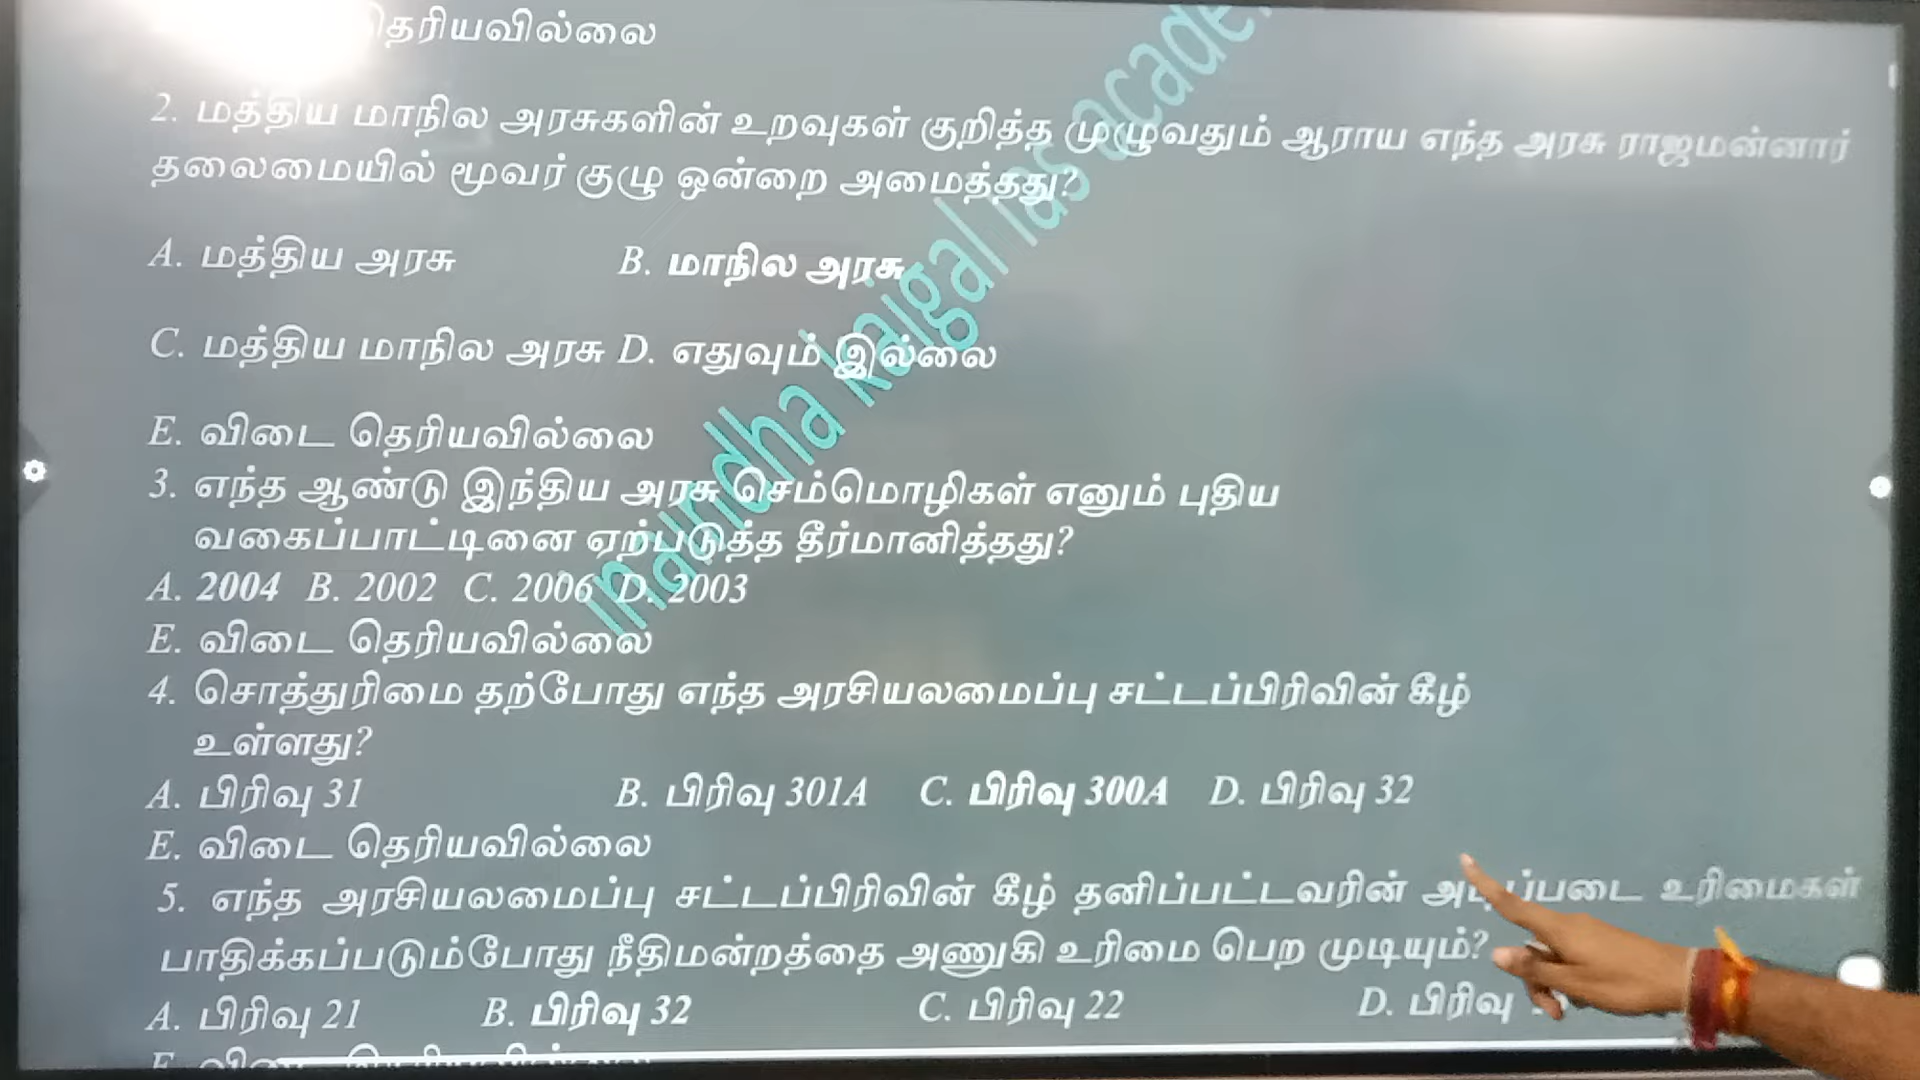 தெரியவில்லை
2. மத்திய மாநில அரசுகளின் உறவுகள் குறித்த முழுவதும் ஆராய எந்த அரசு ராஜமன்னார்
தலைமையில் மூவர் குழு ஒன்றை அமைத்தது?
A. மத்திய அரசு B. மாநில அரசு
C. மத்திய மாநில அரசு D. எதுவும் இல்லை
E. விடை தெரியவில்லை
3. எந்த ஆண்டு இந்திய அரசு செம்மொழிகள் எனும் புதிய
வகைப்பாட்டினை ஏற்படுத்த தீர்மானித்தது?
A. 2004 B. 2002 C. 2006 D. 2003
E. விடை தெரியவில்லை
4. சொத்துரிமை தற்போது எந்த அரசியலமைப்பு சட்டப்பிரிவின் கீழ்
உள்ளது?
A. பிரிவு 31 B. பிரிவு 301A C. பிரிவு 300A D. பிரிவு 32
E. விடை தெரியவில்லை
5. எந்த அரசியலமைப்பு சட்டப்பிரிவின் கீழ் தனிப்பட்டவரின் அடிப்படை உரிமைகள்
பாதிக்கப்படும்போது நீதிமன்றத்தை அணுகி உரிமை பெற முடியும்?
A. பிரிவு 21 B. பிரிவு 32 C. பிரிவு 22 D. பிரிவு
kaigal ias